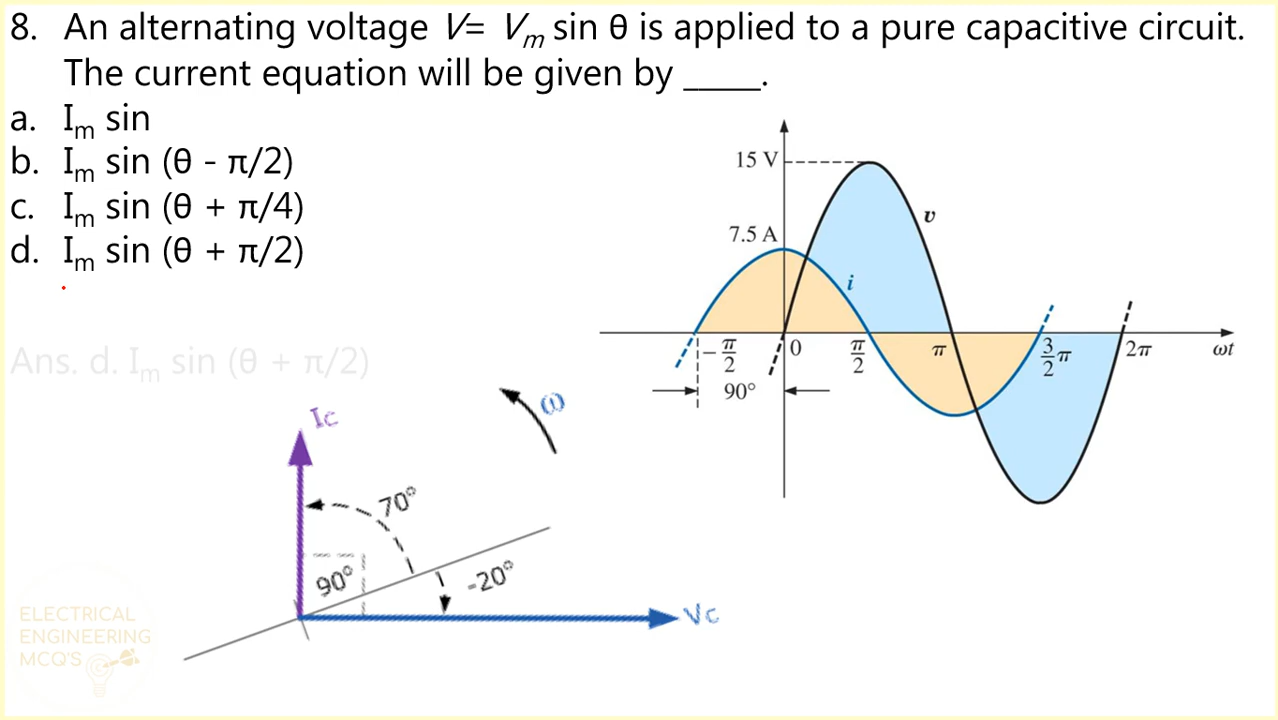 8. An alternating voltage V= Vm sin θ is applied to a pure capacitive circuit.
The current equation will be given by _____.
a. Im sin
b. Im sin (θ - π/2)
c. Im sin (θ + π/4)
d. Im sin (θ + π/2)
Ans. d. Im sin (θ + π/2)
15 V
7.5 A
v
i
-π/2
0
π/2
π
3/2 π
2π
ωt
90°
Ic
ω
70°
90°
-20°
Vc
ELECTRICAL
ENGINEERING
MCQ'S